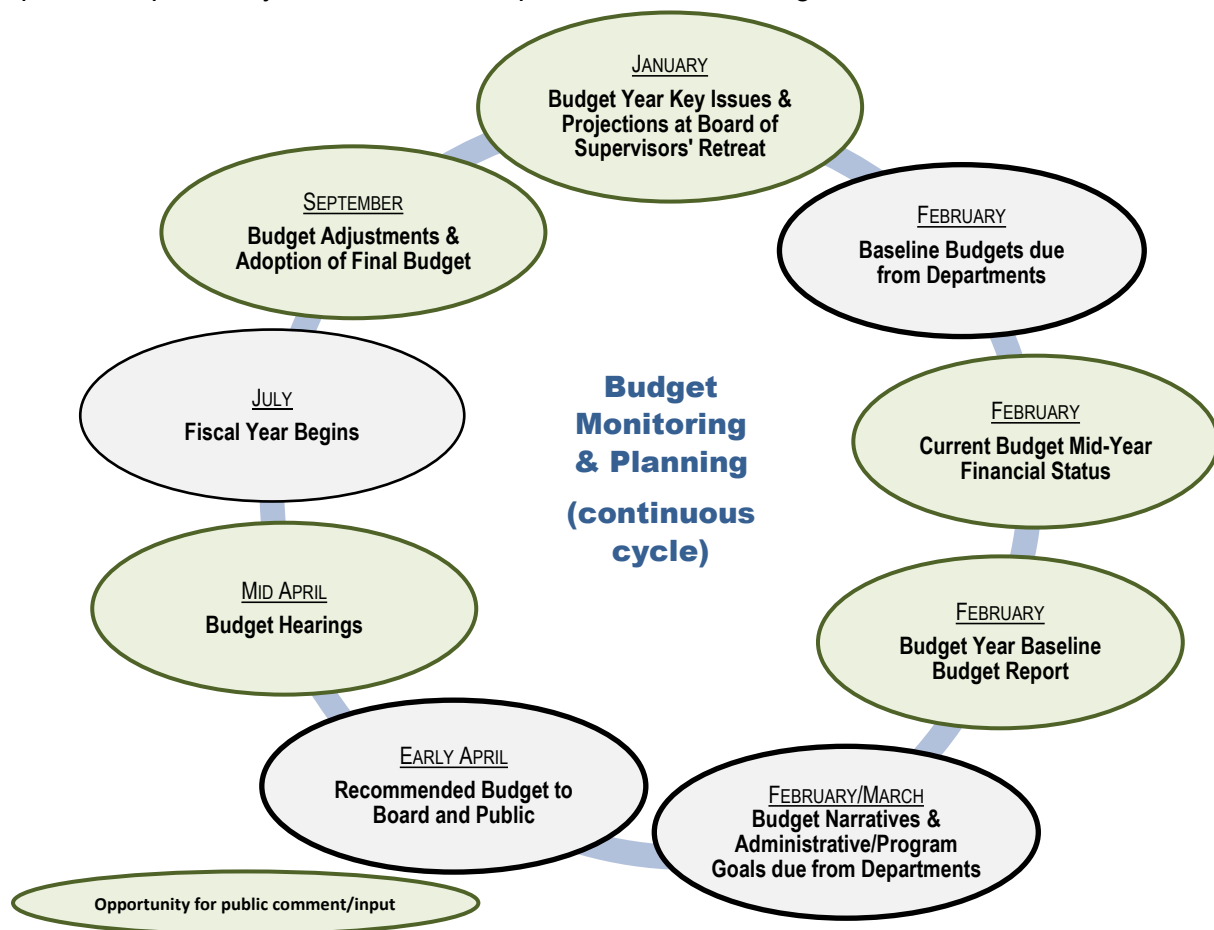 JANUARY
Budget Year Key Issues &
Projections at Board of
Supervisors' Retreat
FEBRUARY
Baseline Budgets due
from Departments
FEBRUARY
Current Budget Mid-Year
Financial Status
FEBRUARY
Budget Year Baseline
Budget Report
FEBRUARY/MARCH
Budget Narratives &
Administrative/Program
Goals due from Departments
EARLY APRIL
Recommended Budget to
Board and Public
MID APRIL
Budget Hearings
JULY
Fiscal Year Begins
SEPTEMBER
Budget Adjustments &
Adoption of Final Budget
Budget
Monitoring
& Planning
(continuous
cycle)
Opportunity for public comment/input